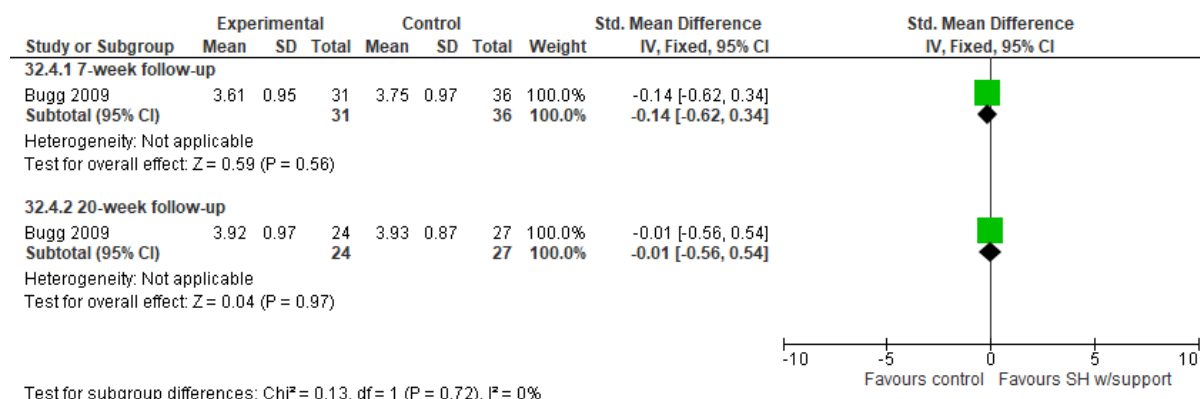 Experimental Control Std. Mean Difference Std. Mean Difference
Study or Subgroup Mean SD Total Mean SD Total Weight IV, Fixed, 95% CI IV, Fixed, 95% CI
32.4.1 7-week follow-up
Bugg 2009 3.61 0.95 31 3.75 0.97 36 100.0% -0.14 [-0.62, 0.34]
Subtotal (95% CI) 31 36 100.0% -0.14 [-0.62, 0.34]
Heterogeneity: Not applicable
Test for overall effect: Z = 0.59 (P = 0.56)
32.4.2 20-week follow-up
Bugg 2009 3.92 0.97 24 3.93 0.87 27 100.0% -0.01 [-0.56, 0.54]
Subtotal (95% CI) 24 27 100.0% -0.01 [-0.56, 0.54]
Heterogeneity: Not applicable
Test for overall effect: Z = 0.04 (P = 0.97)
-10 -5 0 5 10
Favours control Favours SH w/support
Test for subgroup differences: Chi² = 0.13, df = 1 (P = 0.72), I² = 0%